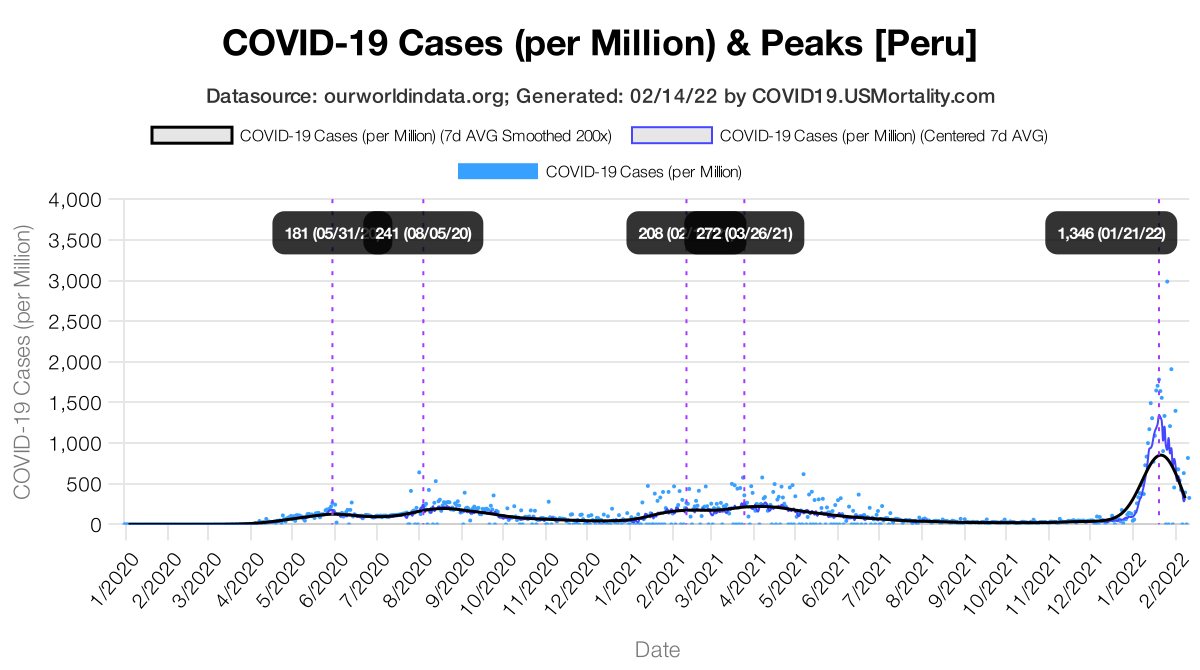 COVID-19 Cases (per Million) & Peaks [Peru]
Datasource: ourworldindata.org; Generated: 02/14/22 by COVID19.USMortality.com
COVID-19 Cases (per Million) (7d AVG Smoothed 200x) COVID-19 Cases (per Million) (Centered 7d AVG)
COVID-19 Cases (per Million)
4,000
181 (05/31/ 241 (08/05/20) 208 (02/ 272 (03/26/21) 1,346 (01/21/22)
3,500
3,000
2,500
2,000
1,500
1,000
500
0
COVID-19 Cases (per Million)
1/2020 2/2020 3/2020 4/2020 5/2020 6/2020 7/2020 8/2020 9/2020 10/2020 11/2020 12/2020 1/2021 2/2021 3/2021 4/2021 5/2021 6/2021 7/2021 8/2021 9/2021 10/2021 11/2021 12/2021 1/2022 2/2022
Date